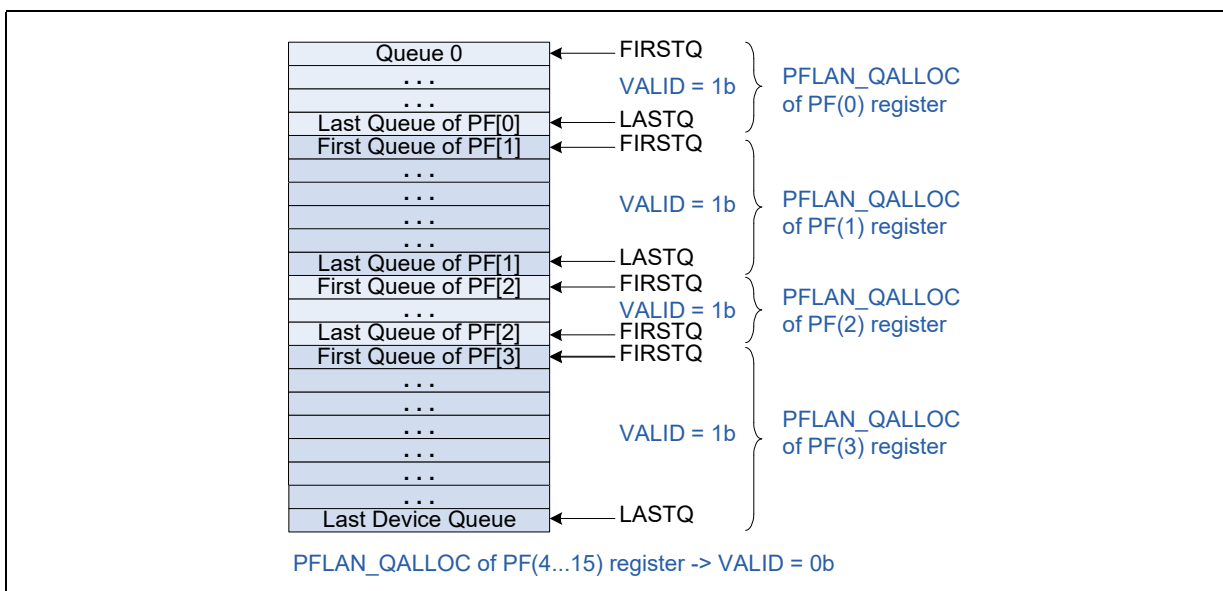 Queue 0
. . .
. . .
Last Queue of PF[0]
First Queue of PF[1]
. . .
. . .
. . .
. . .
Last Queue of PF[1]
First Queue of PF[2]
. . .
Last Queue of PF[2]
First Queue of PF[3]
. . .
. . .
. . .
. . .
. . .
. . .
Last Device Queue
FIRSTQ
VALID = 1b
LASTQ
FIRSTQ
VALID = 1b
LASTQ
FIRSTQ
VALID = 1b
FIRSTQ
FIRSTQ
VALID = 1b
LASTQ
PFLAN_QALLOC
of PF(0) register
PFLAN_QALLOC
of PF(1) register
PFLAN_QALLOC
of PF(2) register
PFLAN_QALLOC
of PF(3) register
PFLAN_QALLOC of PF(4...15) register -> VALID = 0b